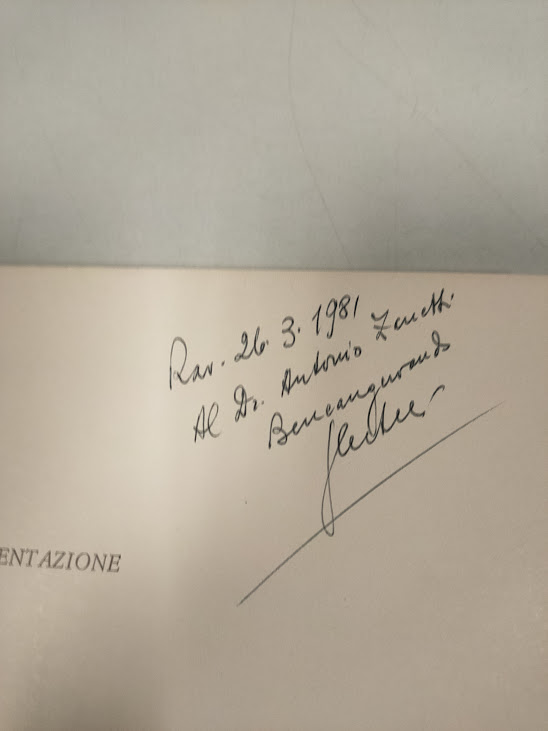 Rav. 26. 3. 1981
Al Dr. Antonio Zanetti
Beneaugurando
ENTAZIONE